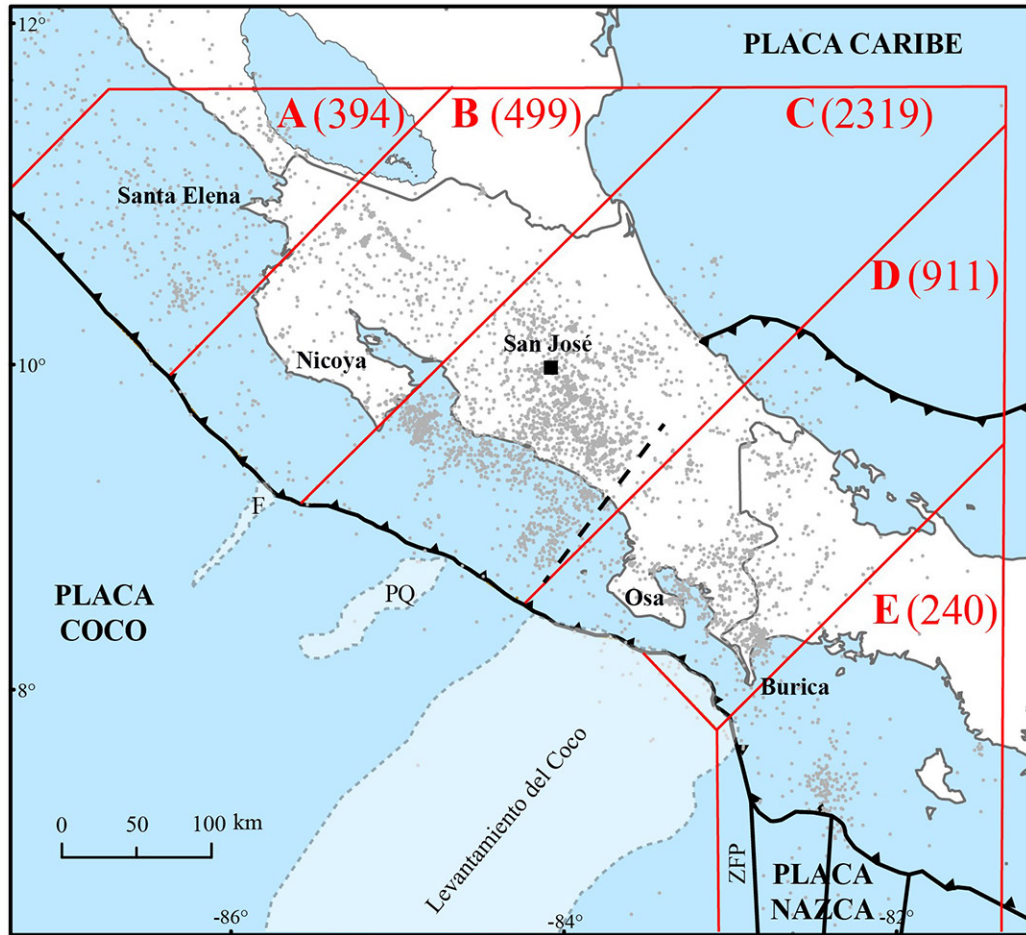 12°
PLACA CARIBE
A (394)
B (499)
C (2319)
Santa Elena
D (911)
10°
Nicoya
San José
F
PLACA
COCO
PQ
Osa
E (240)
8°
Burica
Levantamiento del Coco
0 50 100 km
ZFP
PLACA
NAZCA
-86°
-84°
-82°